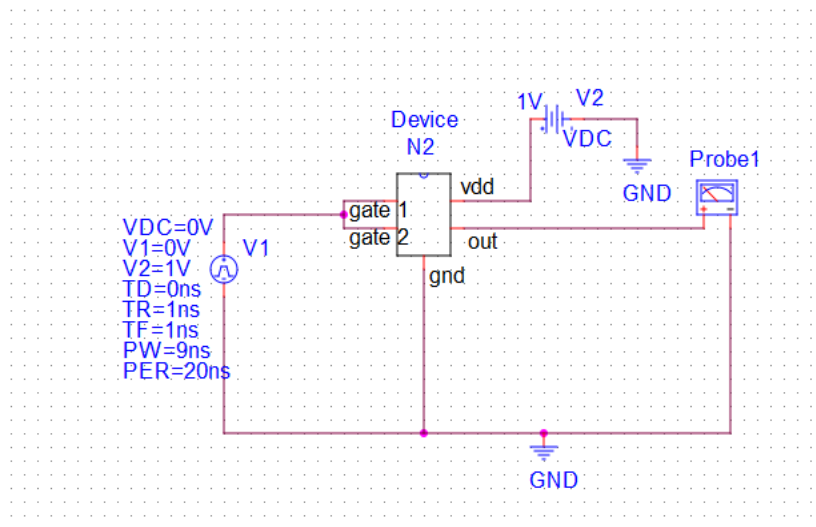 1V
V2
VDC
Device
N2
Probe1
vdd
GND
gate 1
gate 2
out
gnd
VDC=0V
V1=0V
V2=1V
TD=0ns
TR=1ns
TF=1ns
PW=9ns
PER=20ns
V1
GND